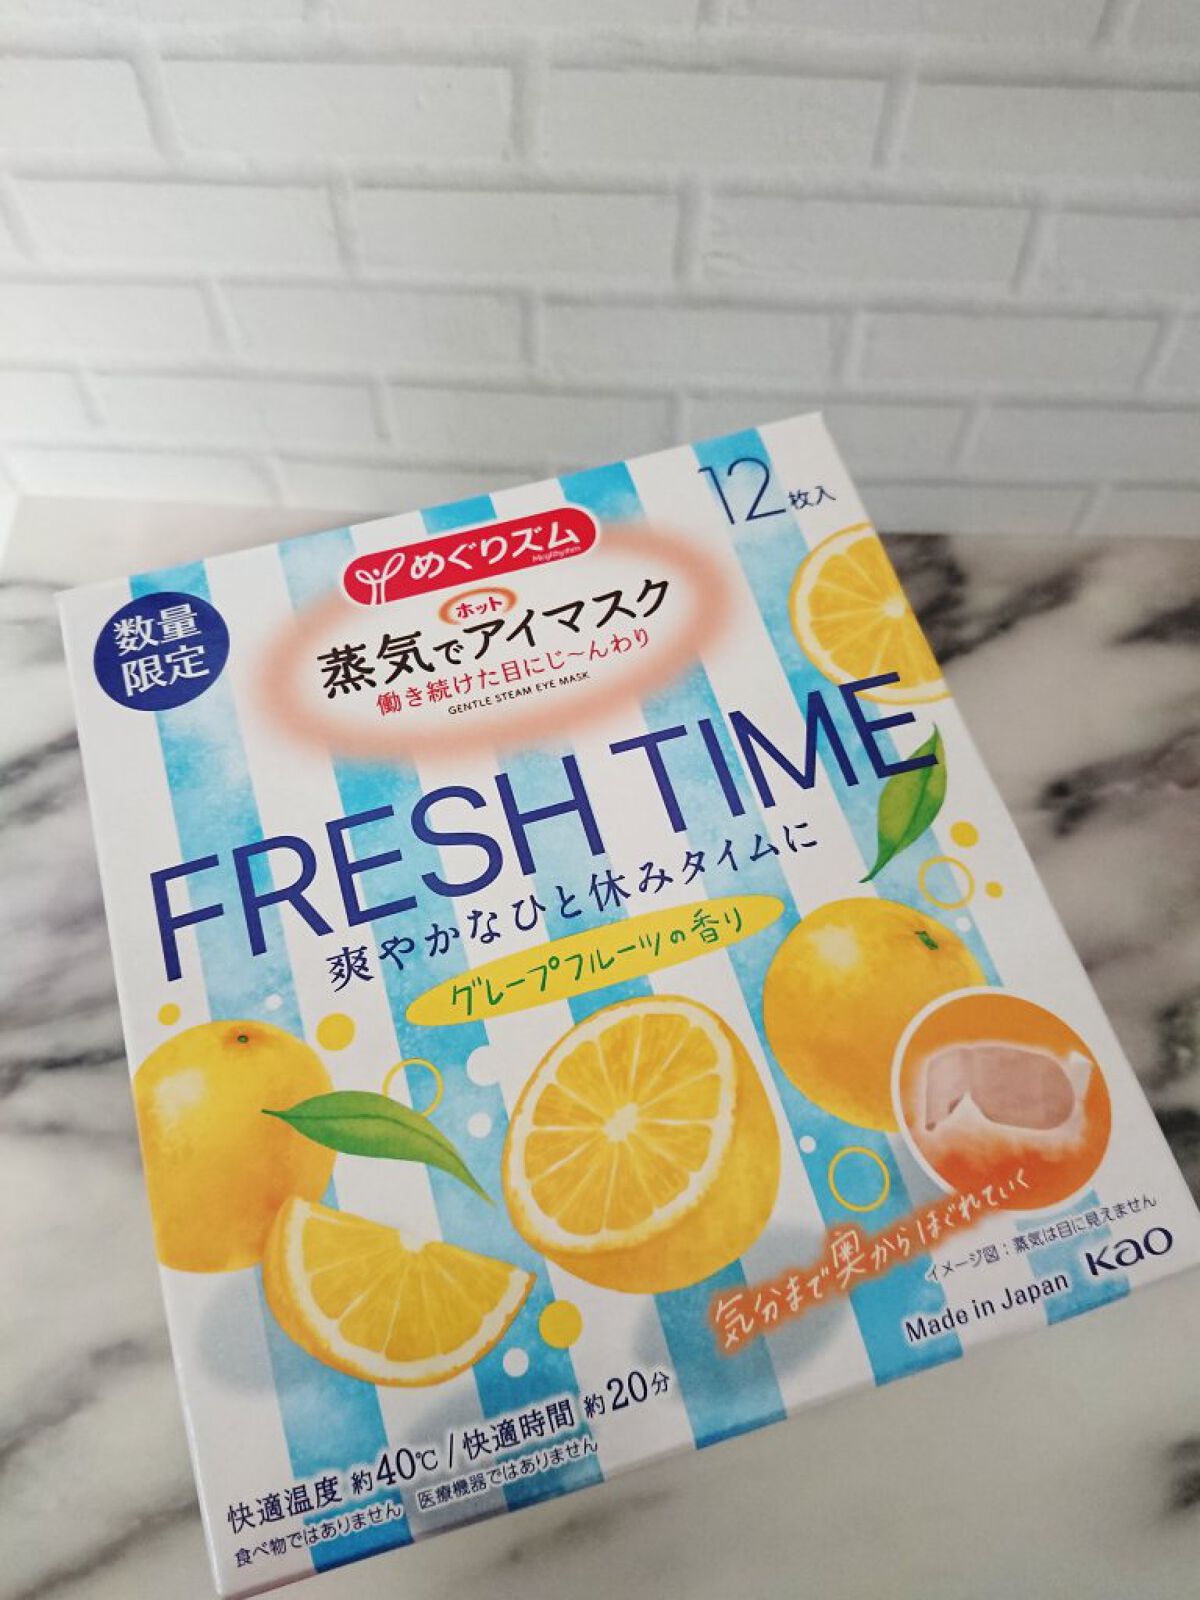 12枚入
めぐりズム
MegRhythm
数量
限定
蒸気でホットアイマスク
働き続けた目にじ〜んわり
GENTLE STEAM EYE MASK
FRESH TIME
爽やかなひと休みタイムに
グレープフルーツの香り
気分まで奥からほぐれていく
イメージ図:蒸気は目に見えません
Made in Japan Kao
快適温度 約40℃/快適時間 約20分
食べ物ではありません 医療機器ではありません